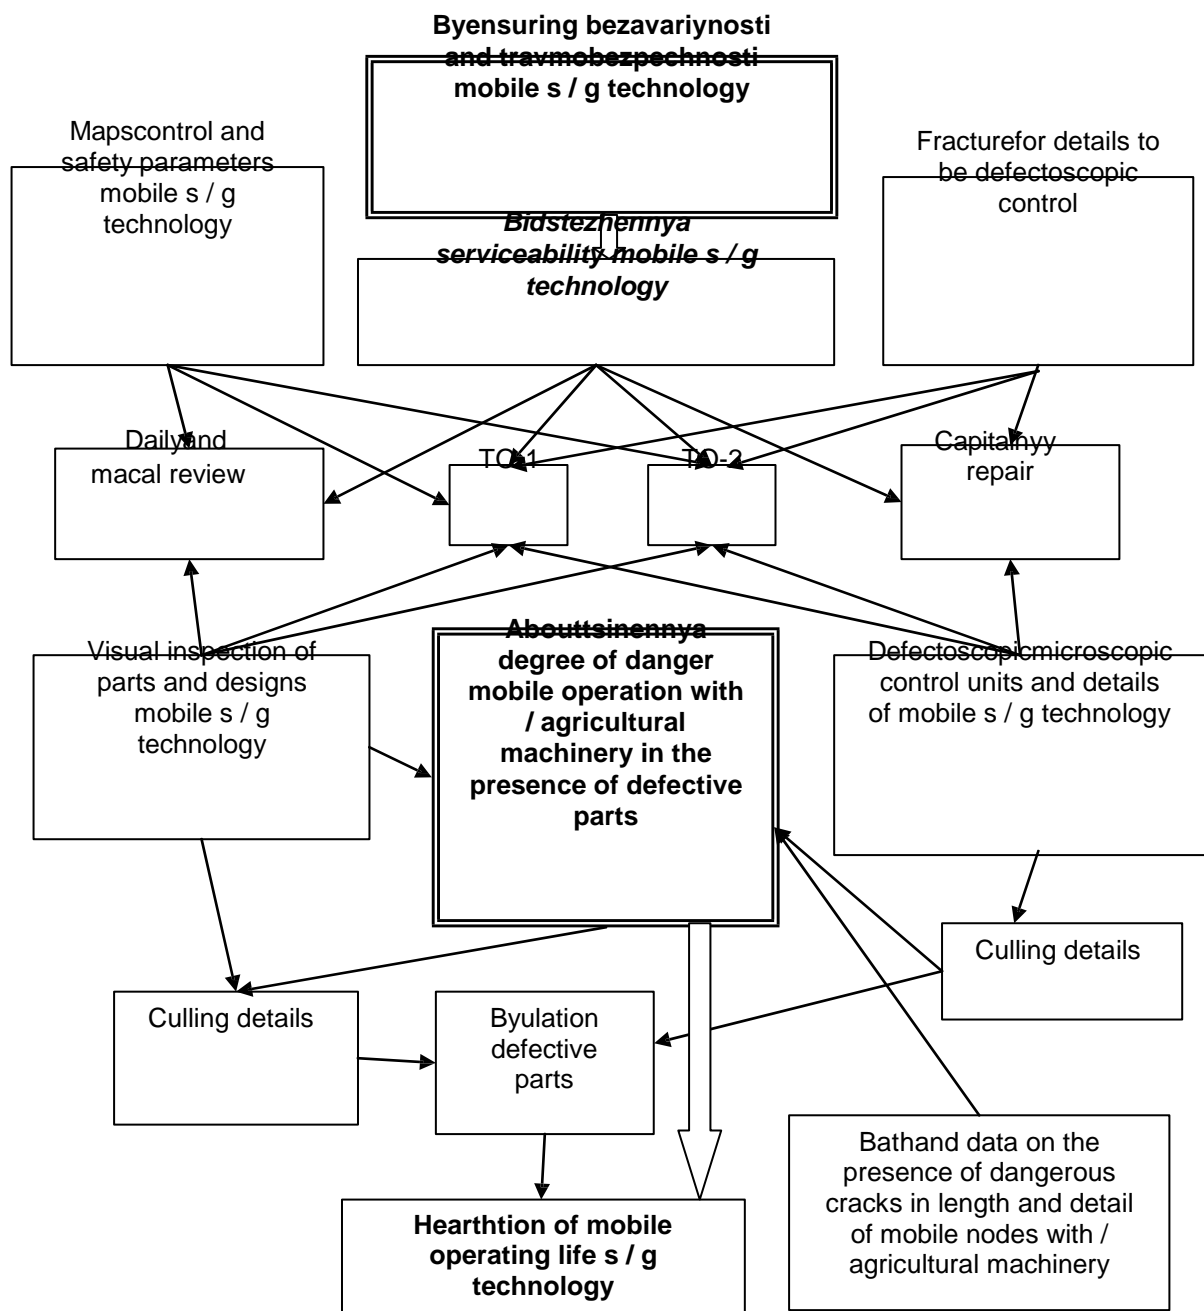 Byensuring bezavariynosti
and travmobezpechnosti
mobile s / g technology
Mapscontrol and
safety parameters
mobile s / g
technology
Fracturefor details to
be defectoscopic
control
Bidstezhennya
serviceability mobile s / g
technology
Dailyand
macal review
TO-1
TO-2
Capitalnyy
repair
Visual inspection of
parts and designs
mobile s / g
technology
Abouttsinennya
degree of danger
mobile operation with
/ agricultural
machinery in the
presence of defective
parts
Defectoscopicmicroscopic
control units and details
of mobile s / g technology
Culling details
Culling details
Byulation
defective
parts
Bathand data on the
presence of dangerous
cracks in length and detail
of mobile nodes with /
agricultural machinery
Hearthtion of mobile
operating life s / g
technology